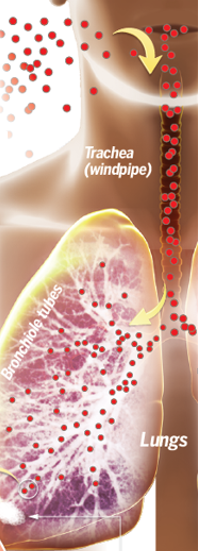 Trachea
(windpipe)
Bronchiole tubes
Lungs